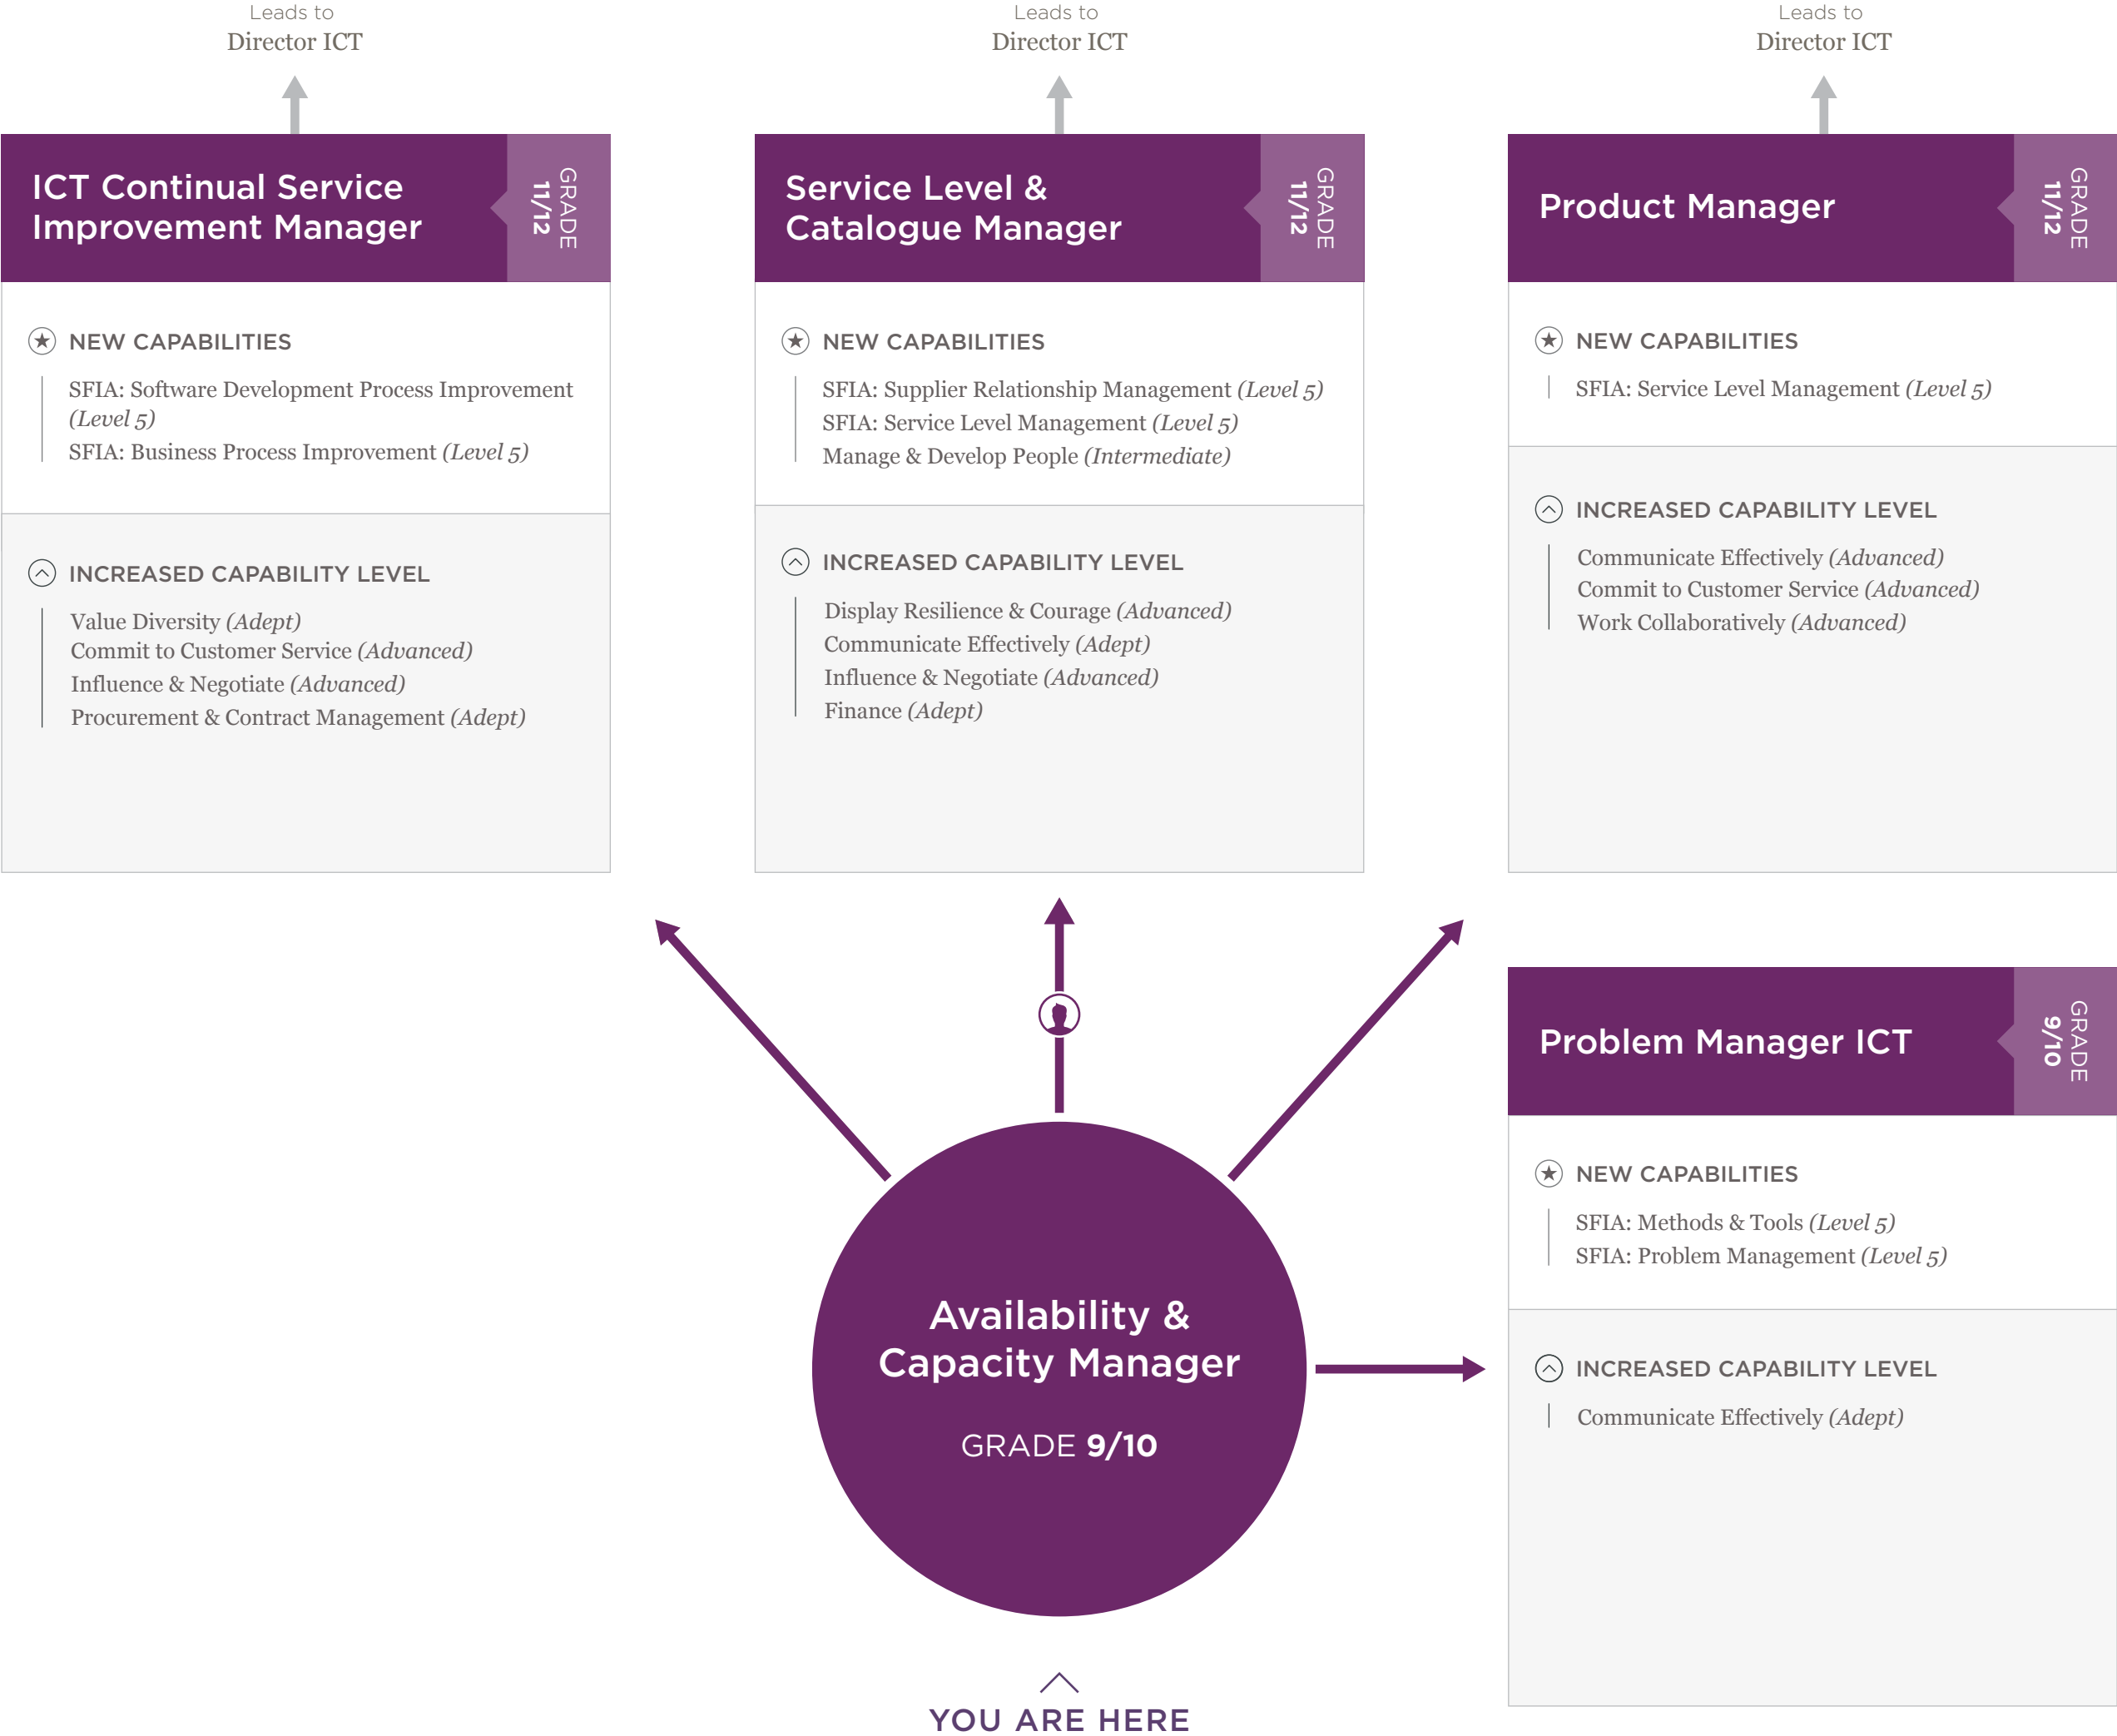 Leads to
Director ICT
ICT Continual Service
Improvement Manager
GRADE
11/12
NEW CAPABILITIES
SFIA: Software Development Process Improvement
(Level 5)
SFIA: Business Process Improvement (Level 5)
INCREASED CAPABILITY LEVEL
Value Diversity (Adept)
Commit to Customer Service (Advanced)
Influence & Negotiate (Advanced)
Procurement & Contract Management (Adept)
Leads to
Director ICT
Service Level &
Catalogue Manager
GRADE
11/12
NEW CAPABILITIES
SFIA: Supplier Relationship Management (Level 5)
SFIA: Service Level Management (Level 5)
Manage & Develop People (Intermediate)
INCREASED CAPABILITY LEVEL
Display Resilience & Courage (Advanced)
Communicate Effectively (Adept)
Influence & Negotiate (Advanced)
Finance (Adept)
Leads to
Director ICT
Product Manager
GRADE
11/12
NEW CAPABILITIES
SFIA: Service Level Management (Level 5)
INCREASED CAPABILITY LEVEL
Communicate Effectively (Advanced)
Commit to Customer Service (Advanced)
Work Collaboratively (Advanced)
Problem Manager ICT
GRADE
9/10
NEW CAPABILITIES
SFIA: Methods & Tools (Level 5)
SFIA: Problem Management (Level 5)
INCREASED CAPABILITY LEVEL
Communicate Effectively (Adept)
Availability &
Capacity Manager
GRADE 9/10
YOU ARE HERE